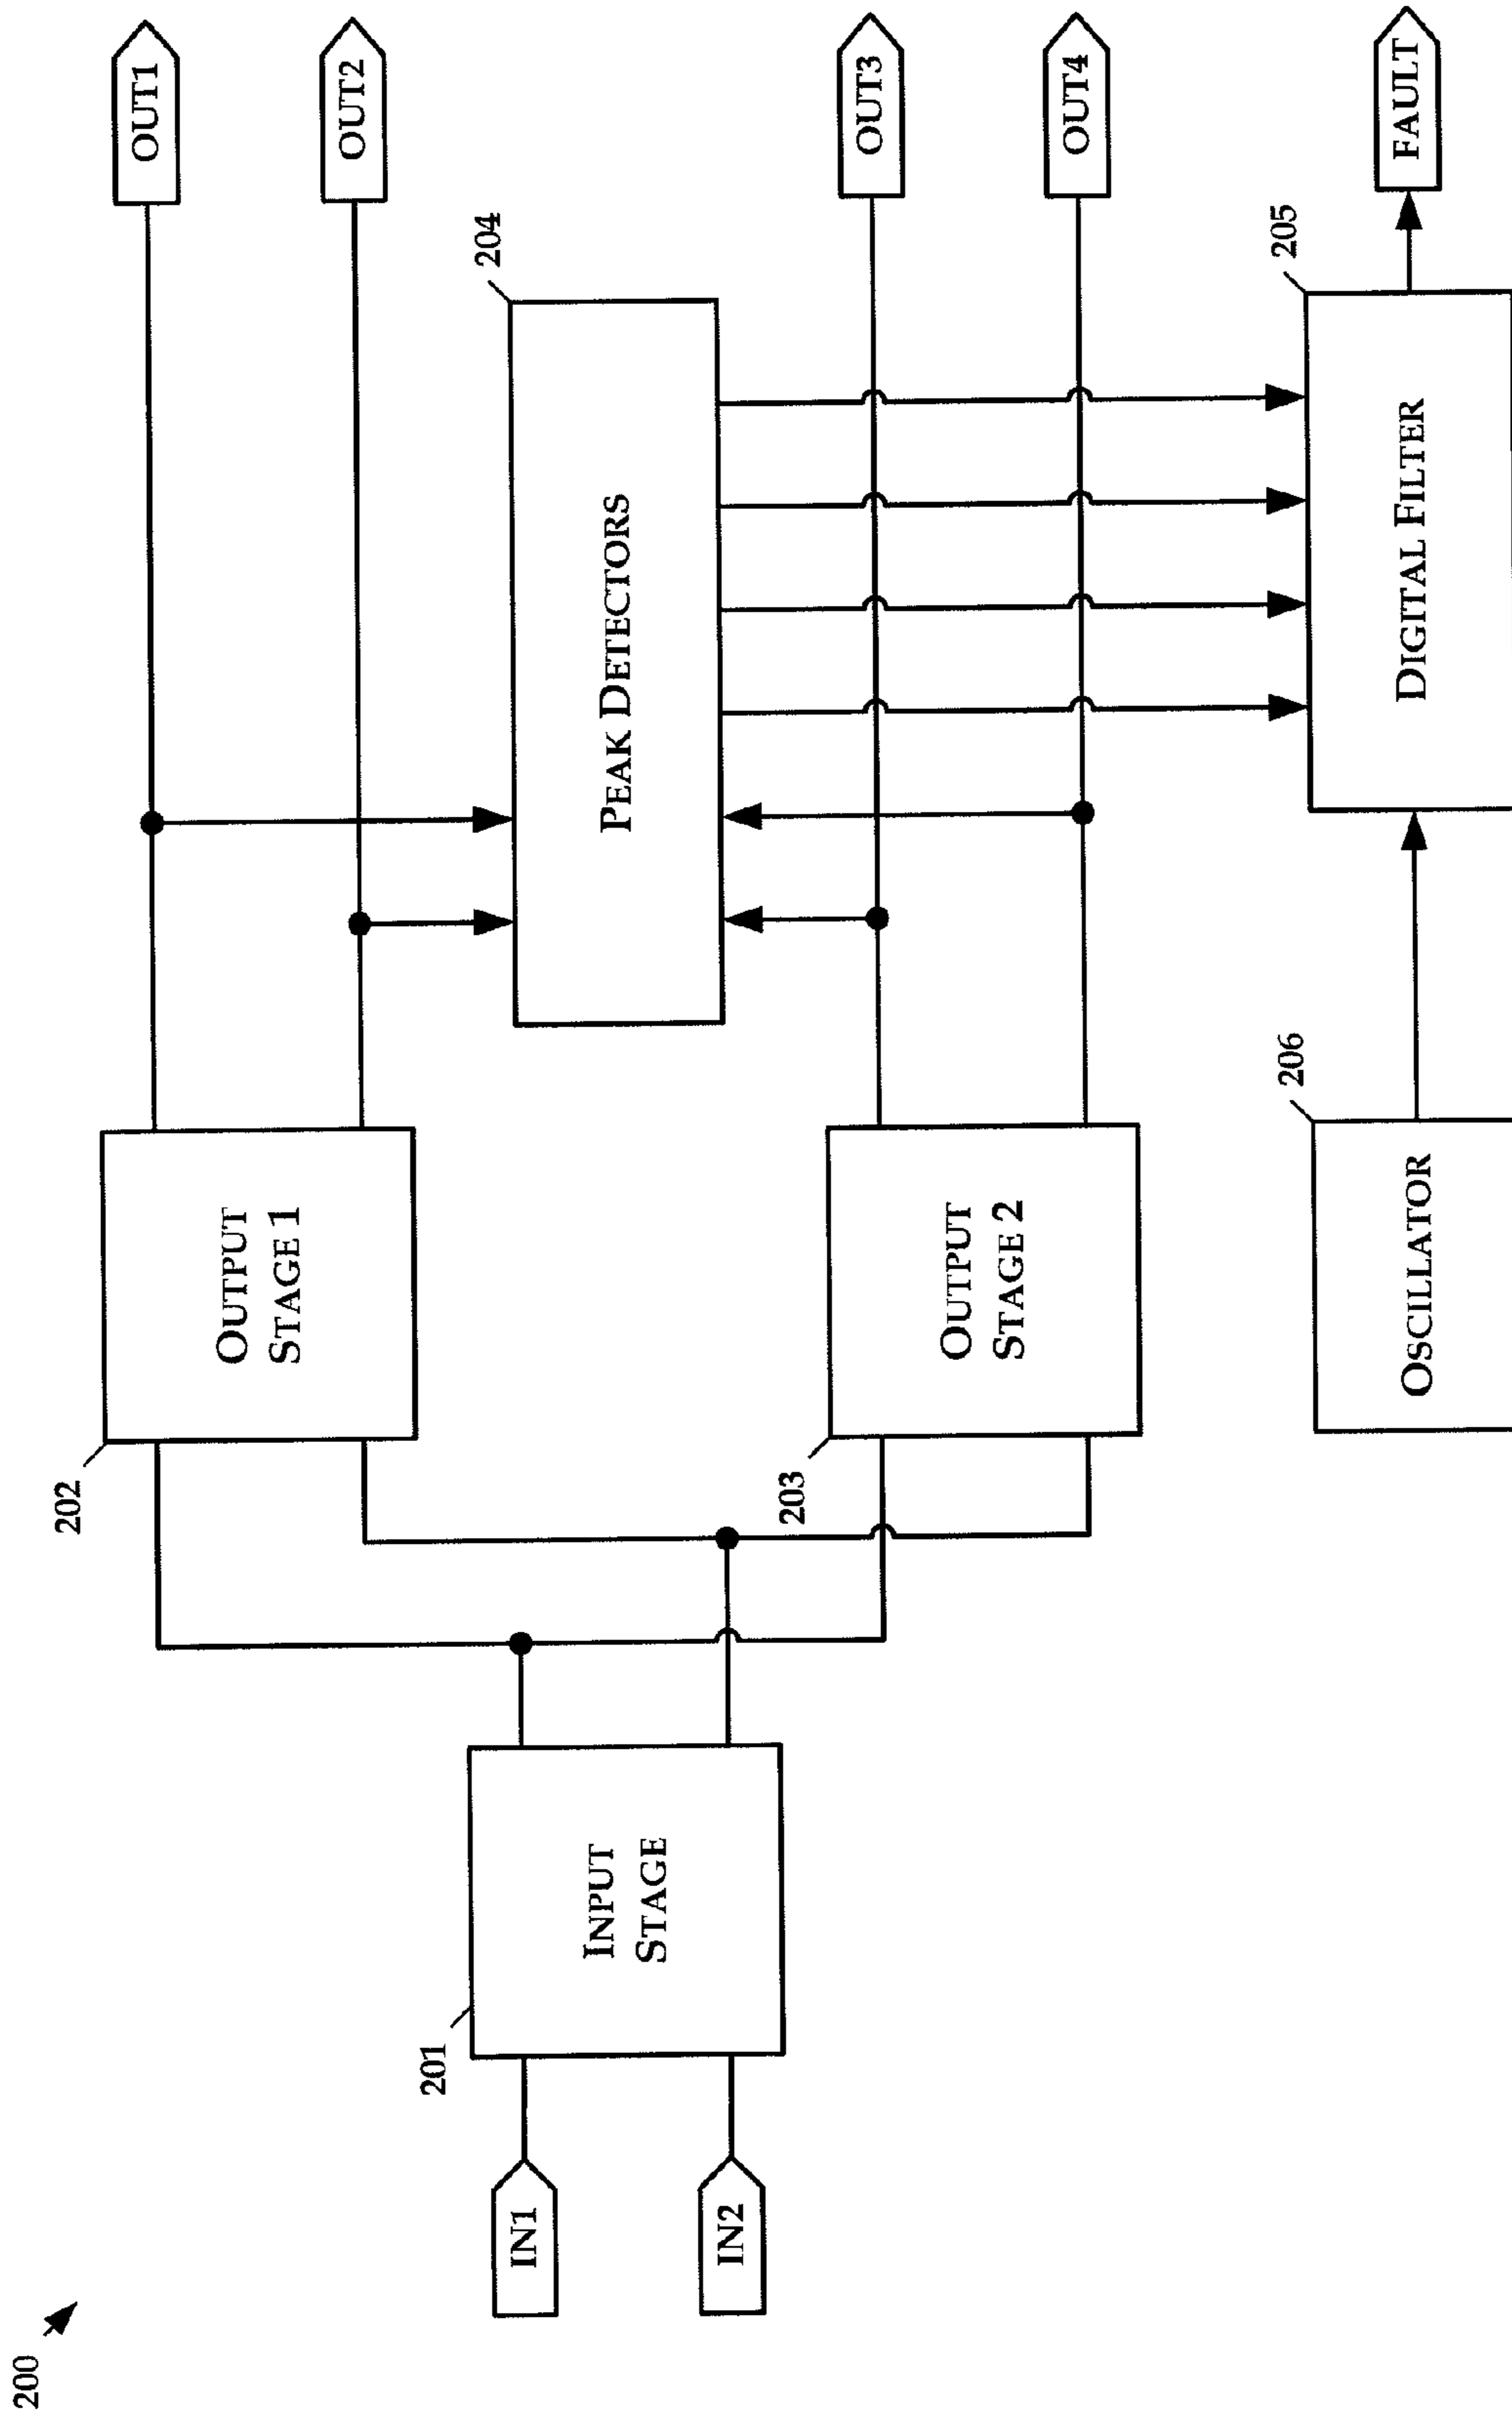 200
IN1
IN2
201
INPUT
STAGE
202
OUTPUT
STAGE 1
203
OUTPUT
STAGE 2
204
PEAK DETECTORS
206
OSCILLATOR
205
DIGITAL FILTER
OUT1
OUT2
OUT3
OUT4
FAULT